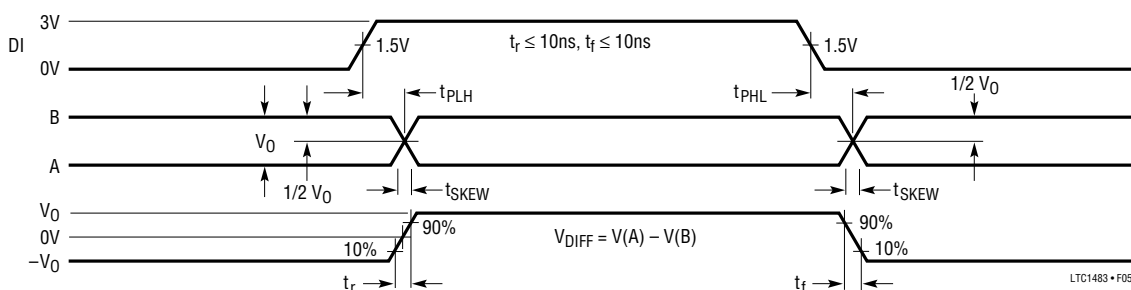 3V
DI
1.5V
t_r ≤ 10ns, t_f ≤ 10ns
1.5V
0V
1/2 V_O
t_PLH
t_PHL
B
V_O
A
1/2 V_O
t_SKEW
t_SKEW
V_O
0V
–V_O
90%
10%
V_DIFF = V(A) – V(B)
90%
10%
t_r
t_f
LTC1483 • F05